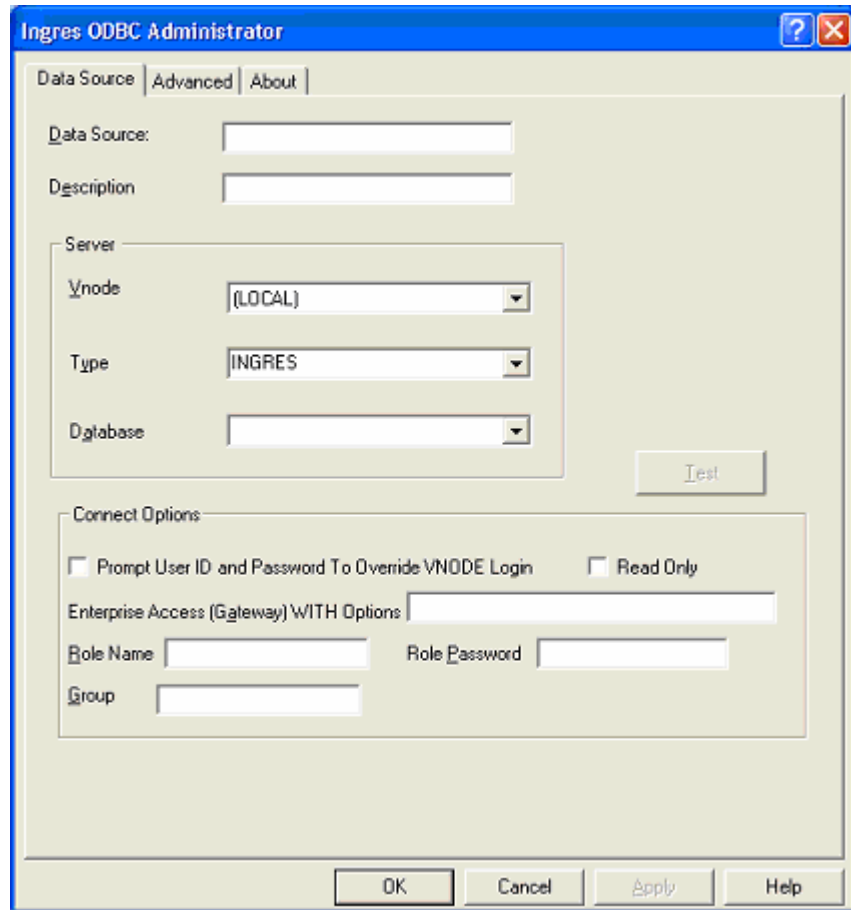 Ingres ODBC Administrator
Data Source Advanced About
Data Source:
Description
Server
Vnode (LOCAL)
Type INGRES
Database
Test
Connect Options
Prompt User ID and Password To Override VNODE Login Read Only
Enterprise Access (Gateway) WITH Options
Role Name Role Password
Group
OK Cancel Apply Help